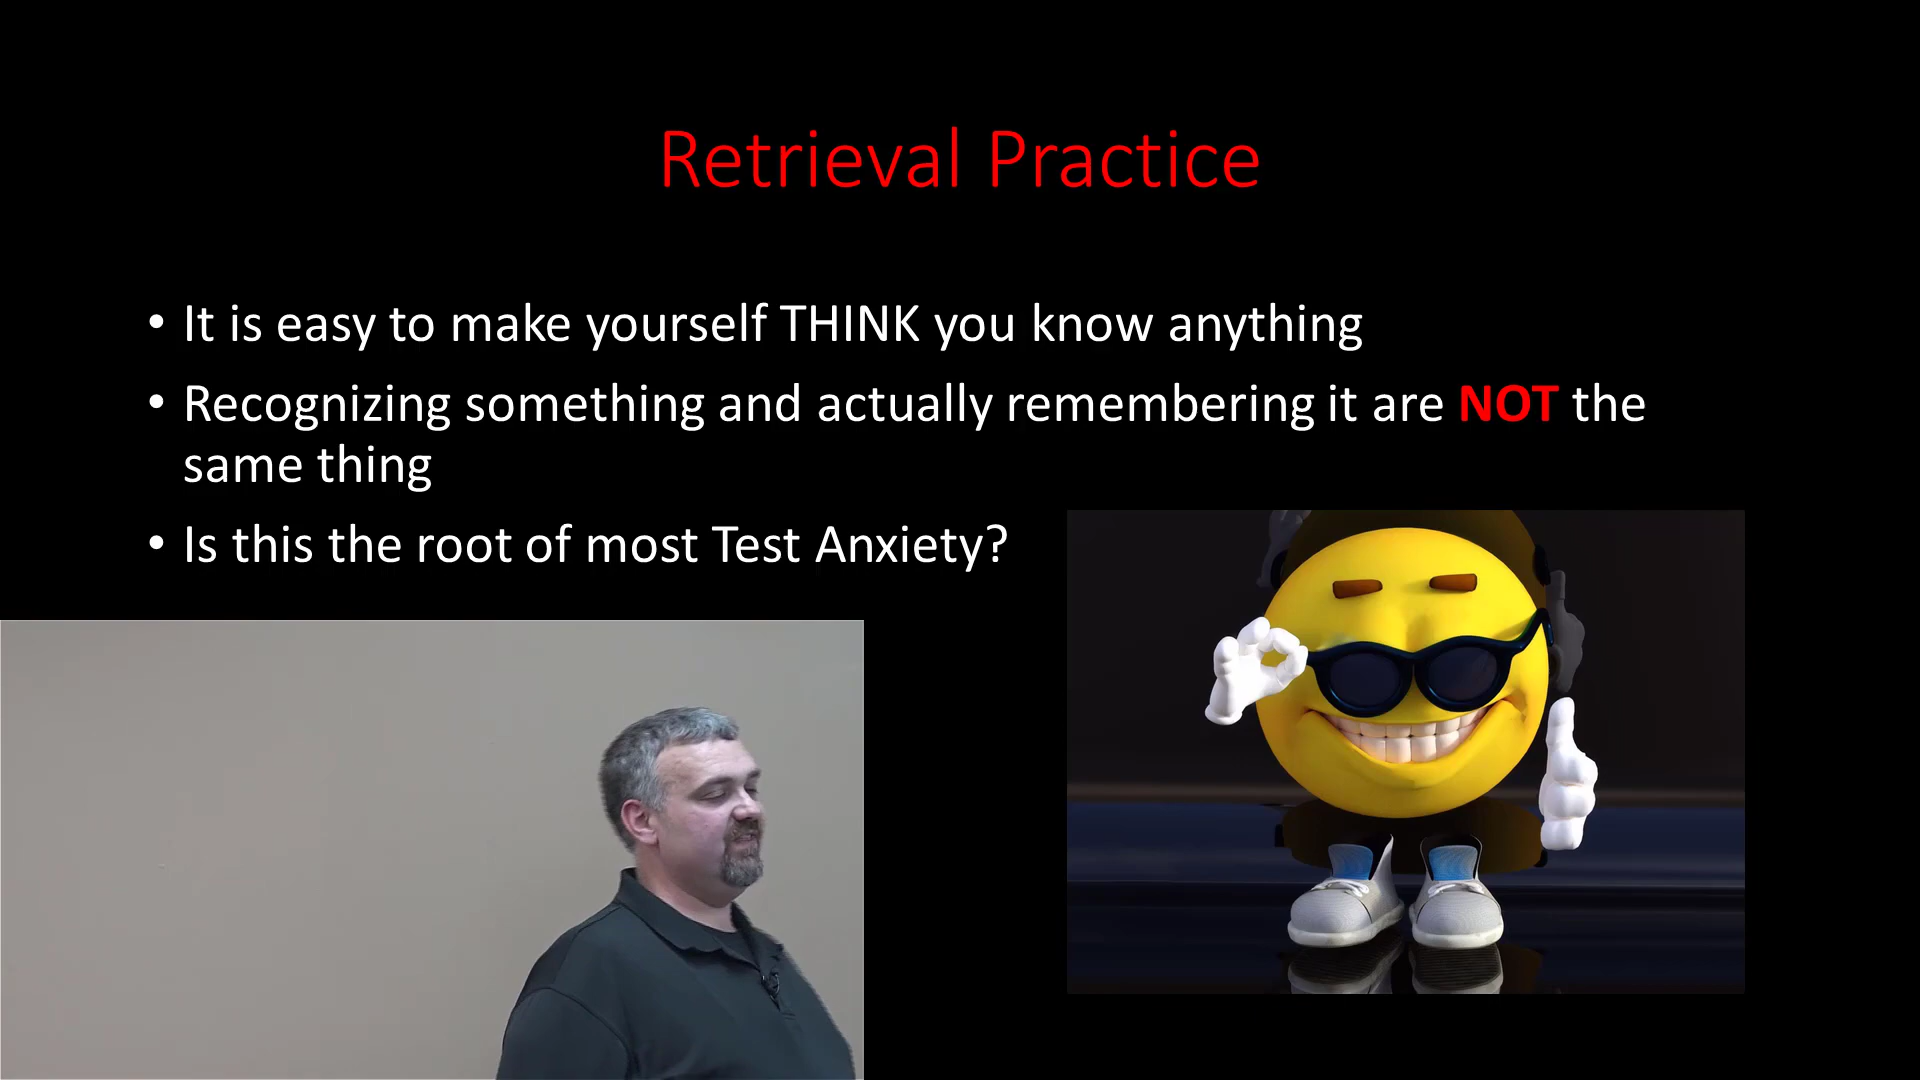 Retrieval Practice
• It is easy to make yourself THINK you know anything
• Recognizing something and actually remembering it are NOT the
same thing
• Is this the root of most Test Anxiety?